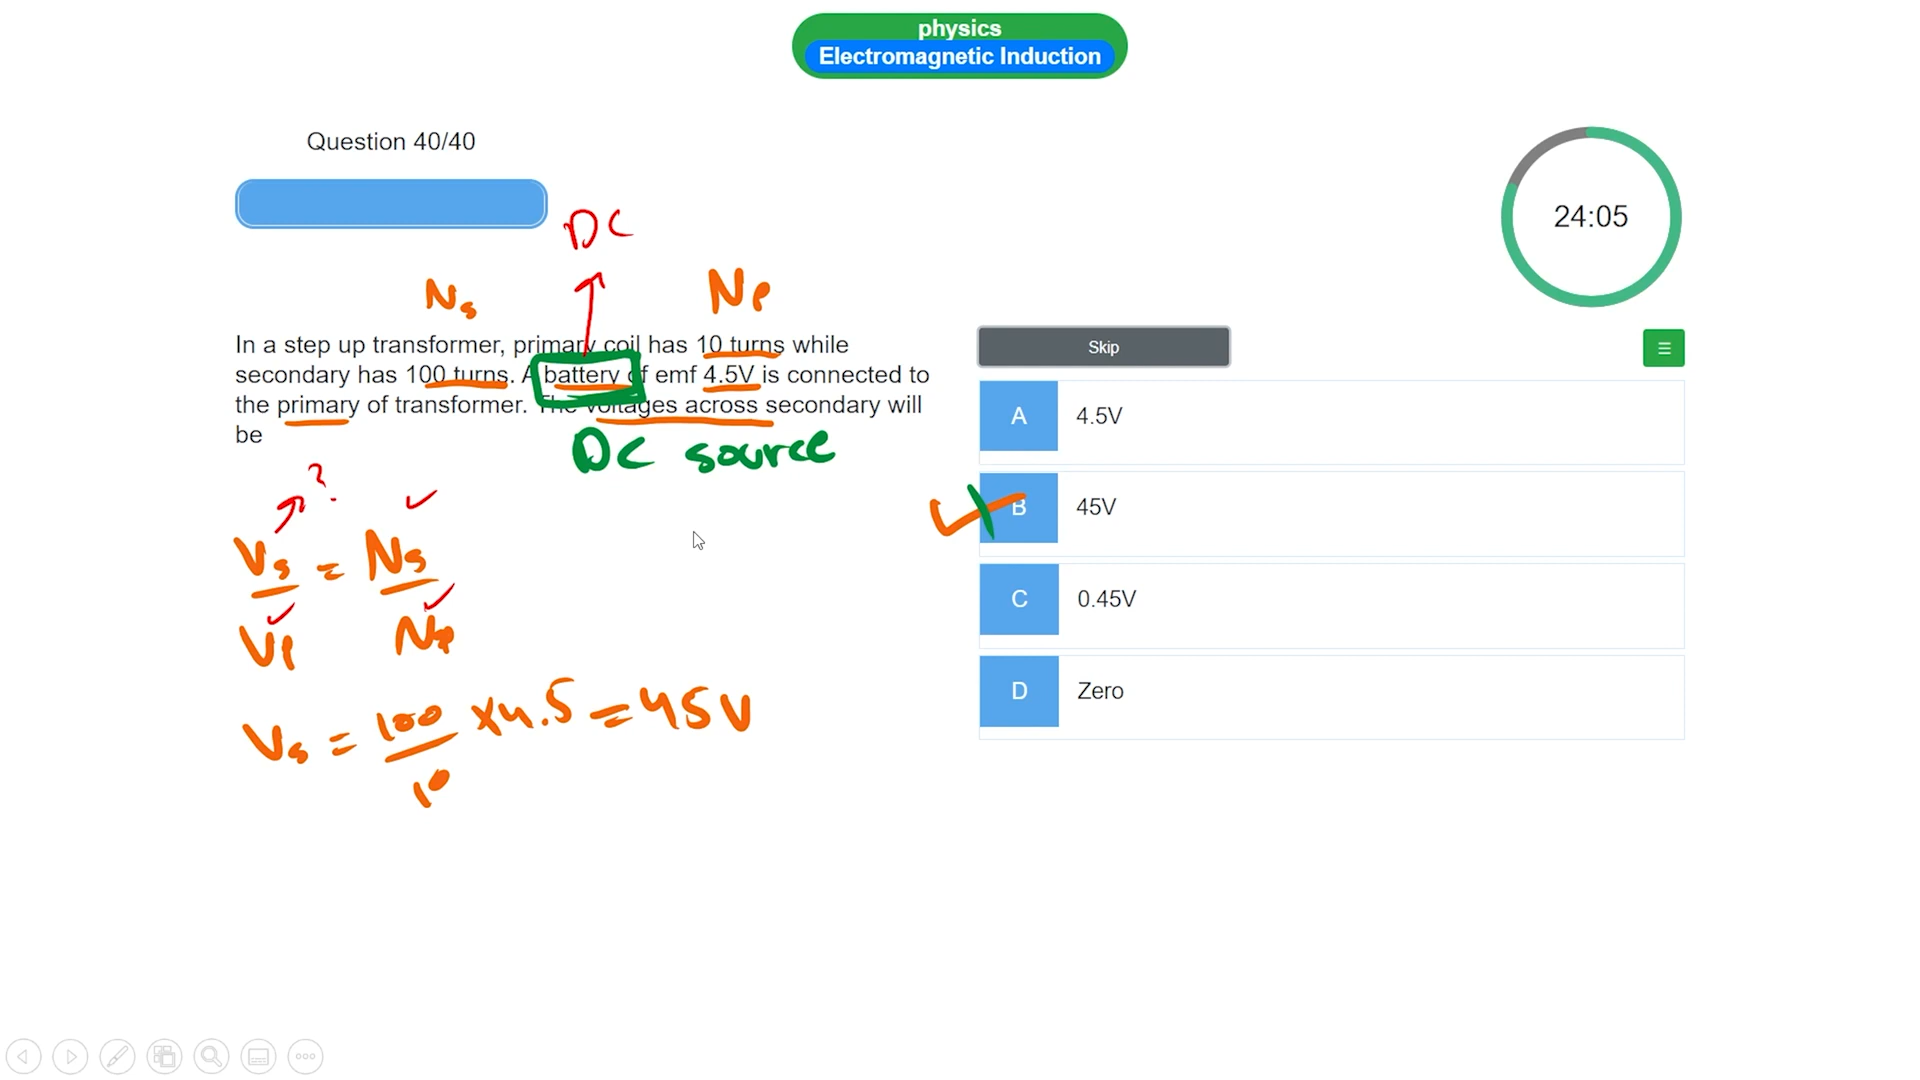 physics
Electromagnetic Induction
Question 40/40
24:05
DC
Ns
Np
In a step up transformer, primary coil has 10 turns while
secondary has 100 turns. A battery of emf 4.5V is connected to
the primary of transformer. The voltages across secondary will
be
DC source
Skip
A 4.5V
B 45V
C 0.45V
D Zero
?
Vs = Ns
Vp Np
Vs = 100 x 4.5 = 45V
10